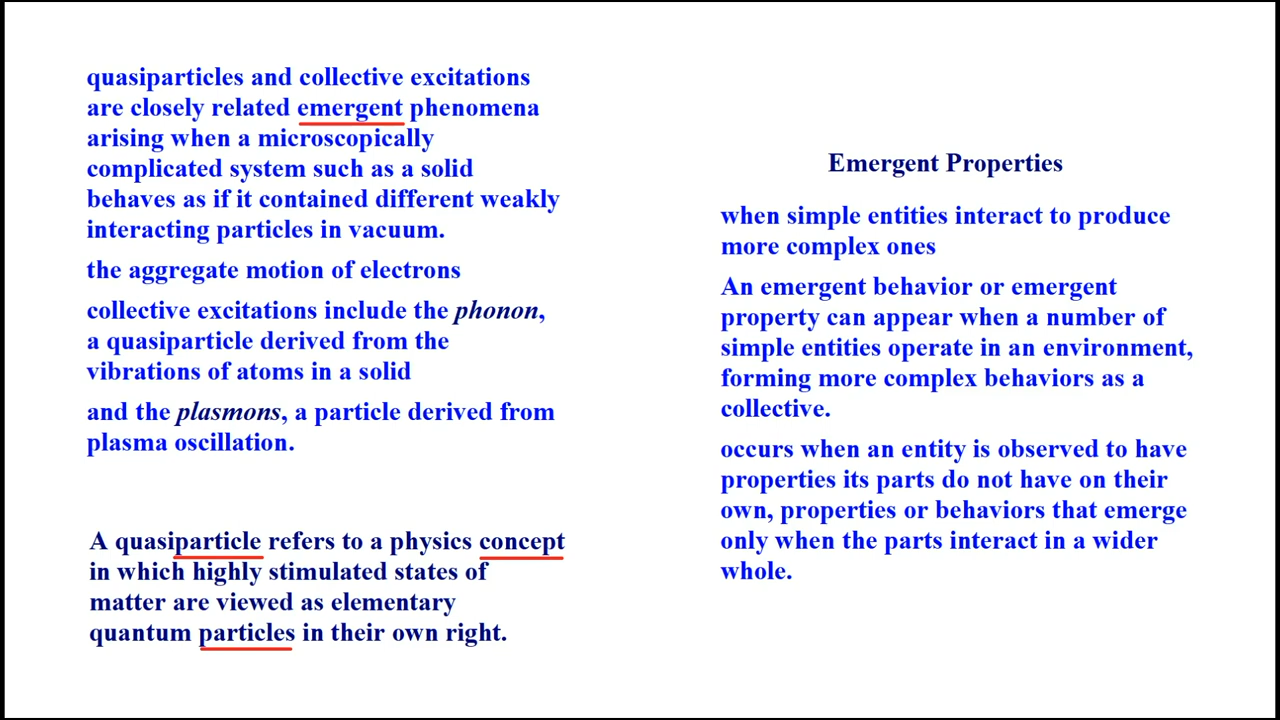 quasiparticles and collective excitations
are closely related emergent phenomena
arising when a microscopically
complicated system such as a solid
behaves as if it contained different weakly
interacting particles in vacuum.
the aggregate motion of electrons
collective excitations include the phonon,
a quasiparticle derived from the
vibrations of atoms in a solid
and the plasmons, a particle derived from
plasma oscillation.
A quasiparticle refers to a physics concept
in which highly stimulated states of
matter are viewed as elementary
quantum particles in their own right.
Emergent Properties
when simple entities interact to produce
more complex ones
An emergent behavior or emergent
property can appear when a number of
simple entities operate in an environment,
forming more complex behaviors as a
collective.
occurs when an entity is observed to have
properties its parts do not have on their
own, properties or behaviors that emerge
only when the parts interact in a wider
whole.